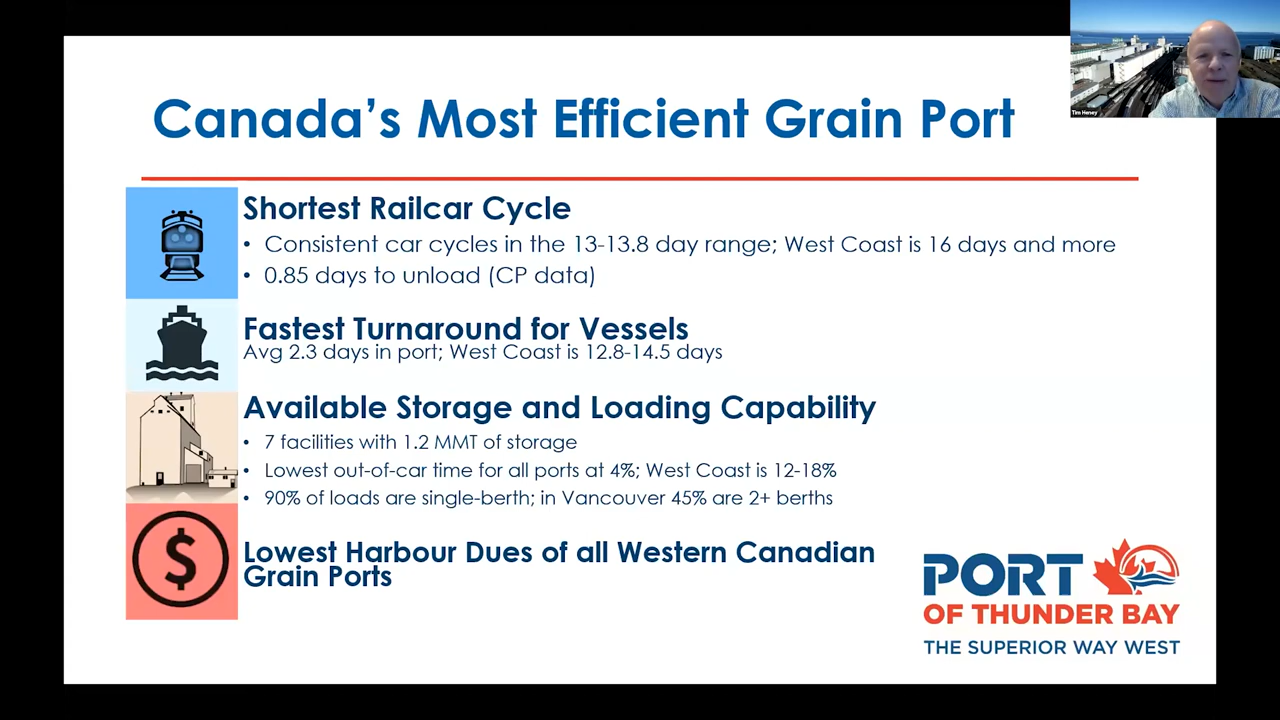 Canada's Most Efficient Grain Port
Tim Heney
Shortest Railcar Cycle
• Consistent car cycles in the 13-13.8 day range; West Coast is 16 days and more
• 0.85 days to unload (CP data)
Fastest Turnaround for Vessels
Avg 2.3 days in port; West Coast is 12.8-14.5 days
Available Storage and Loading Capability
• 7 facilities with 1.2 MMT of storage
• Lowest out-of-car time for all ports at 4%; West Coast is 12-18%
• 90% of loads are single-berth; in Vancouver 45% are 2+ berths
$
Lowest Harbour Dues of all Western Canadian
Grain Ports
PORT
OF THUNDER BAY
THE SUPERIOR WAY WEST